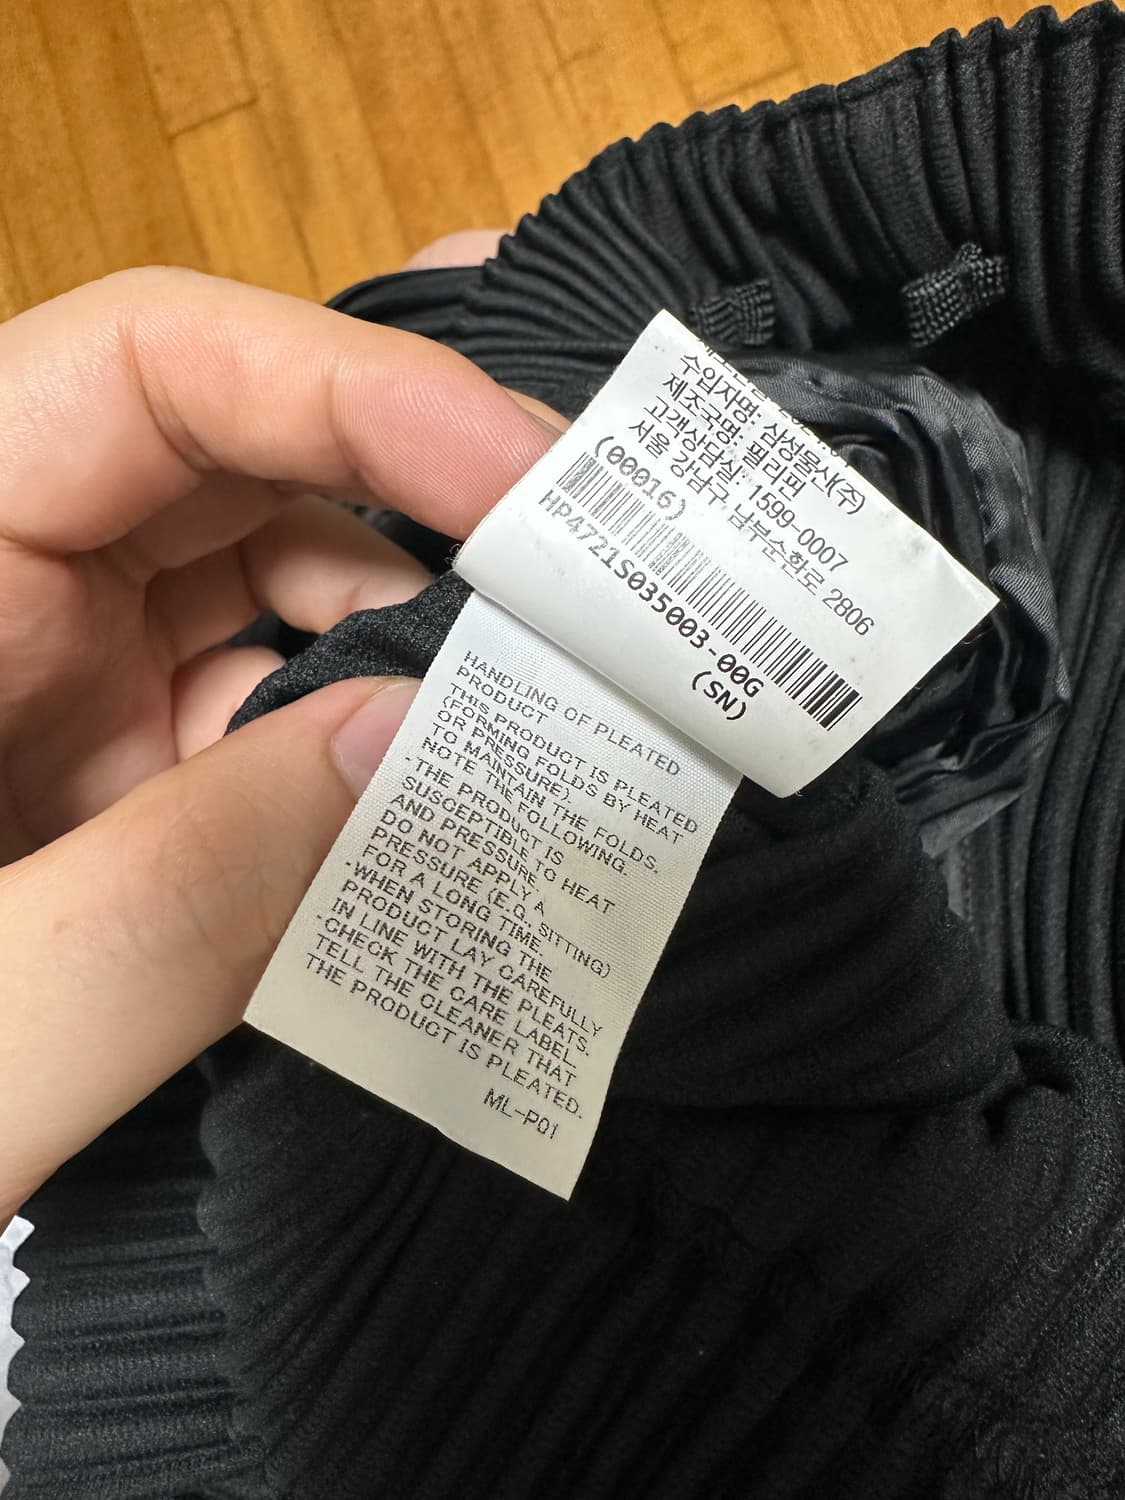 수입자명: 삼성물산(주)
제조국명: 필리핀
고객상담실: 1599-0007
서울 강남구 남부순환로 2806
(00016)
HP4721S035003-00G
(SN)
HANDLING OF PLEATED
PRODUCT
THIS PRODUCT IS PLEATED
(FORMING FOLDS BY HEAT
OR PRESSURE).
TO MAINTAIN THE FOLDS.
NOTE THE FOLLOWING.
·THE PRODUCT IS
SUSCEPTIBLE TO HEAT
AND PRESSURE.
DO NOT APPLY A
PRESSURE (E.G. SITTING)
FOR A LONG TIME.
·WHEN STORING THE
PRODUCT LAY CAREFULLY
IN LINE WITH THE PLEATS.
·CHECK THE CARE LABEL.
TELL THE CLEANER THAT
THE PRODUCT IS PLEATED.
ML-P01